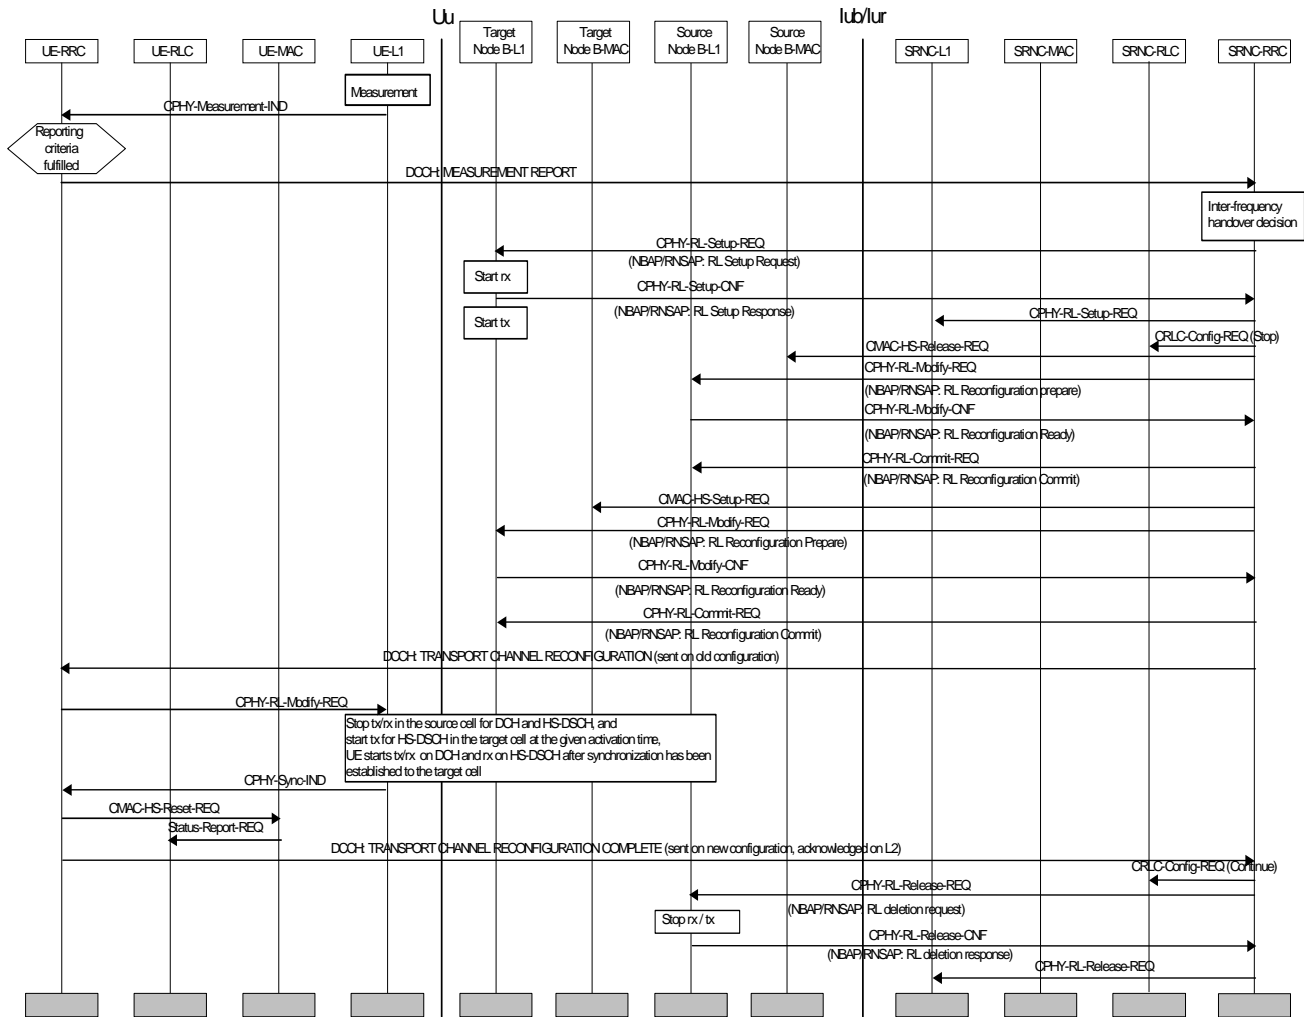 Uu
Iub/Iur
UE-RRC
UE-RLC
UE-MAC
UE-L1
Target
Node B-L1
Target
Node B-MAC
Source
Node B-L1
Source
Node B-MAC
SRNC-L1
SRNC-MAC
SRNC-RLC
SRNC-RRC
Measurement
CPHY-Measurement-IND
Reporting
criteria
fulfilled
DCCH: MEASUREMENT REPORT
Inter-frequency
handover decision
CPHY-RL-Setup-REQ
(NBAP/RNSAP: RL Setup Request)
Start rx
CPHY-RL-Setup-CNF
(NBAP/RNSAP: RL Setup Response)
Start tx
CPHY-RL-Setup-REQ
CRLC-Config-REQ (Stop)
CMAC-HS-Release-REQ
CPHY-RL-Modify-REQ
(NBAP/RNSAP: RL Reconfiguration prepare)
CPHY-RL-Modify-CNF
(NBAP/RNSAP: RL Reconfiguration Ready)
CPHY-RL-Commit-REQ
(NBAP/RNSAP: RL Reconfiguration Commit)
CMAC-HS-Setup-REQ
CPHY-RL-Modify-REQ
(NBAP/RNSAP: RL Reconfiguration Prepare)
CPHY-RL-Modify-CNF
(NBAP/RNSAP: RL Reconfiguration Ready)
CPHY-RL-Commit-REQ
(NBAP/RNSAP: RL Reconfiguration Commit)
DCCH: TRANSPORT CHANNEL RECONFIGURATION (sent on old configuration)
CPHY-RL-Modify-REQ
Stop tx/rx in the source cell for DCH and HS-DSCH, and
start tx for HS-DSCH in the target cell at the given activation time,
UE starts tx/rx on DCH and rx on HS-DSCH after synchronization has been
established to the target cell
CPHY-Sync-IND
CMAC-HS-Reset-REQ
Status-Report-REQ
DCCH: TRANSPORT CHANNEL RECONFIGURATION COMPLETE (sent on new configuration, acknowledged on L2)
CRLC-Config-REQ (Continue)
CPHY-RL-Release-REQ
(NBAP/RNSAP: RL deletion request)
Stop rx / tx
CPHY-RL-Release-CNF
(NBAP/RNSAP: RL deletion response)
CPHY-RL-Release-REQ